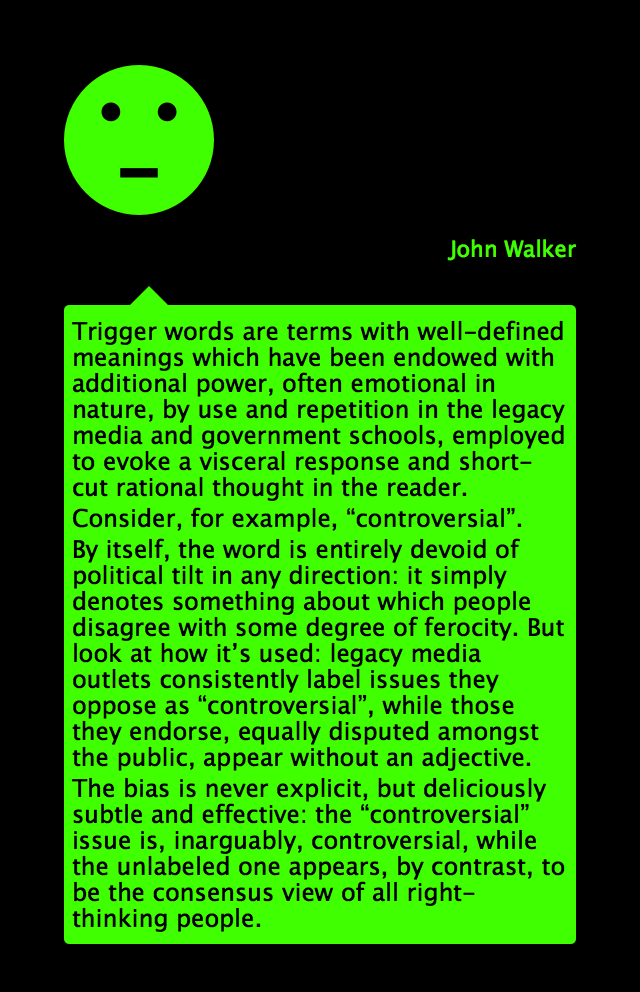 John Walker
Trigger words are terms with well-defined
meanings which have been endowed with
additional power, often emotional in
nature, by use and repetition in the legacy
media and government schools, employed
to evoke a visceral response and short-
cut rational thought in the reader.
Consider, for example, “controversial”.
By itself, the word is entirely devoid of
political tilt in any direction: it simply
denotes something about which people
disagree with some degree of ferocity. But
look at how it’s used: legacy media
outlets consistently label issues they
oppose as “controversial”, while those
they endorse, equally disputed amongst
the public, appear without an adjective.
The bias is never explicit, but deliciously
subtle and effective: the “controversial”
issue is, inarguably, controversial, while
the unlabeled one appears, by contrast, to
be the consensus view of all right-
thinking people.